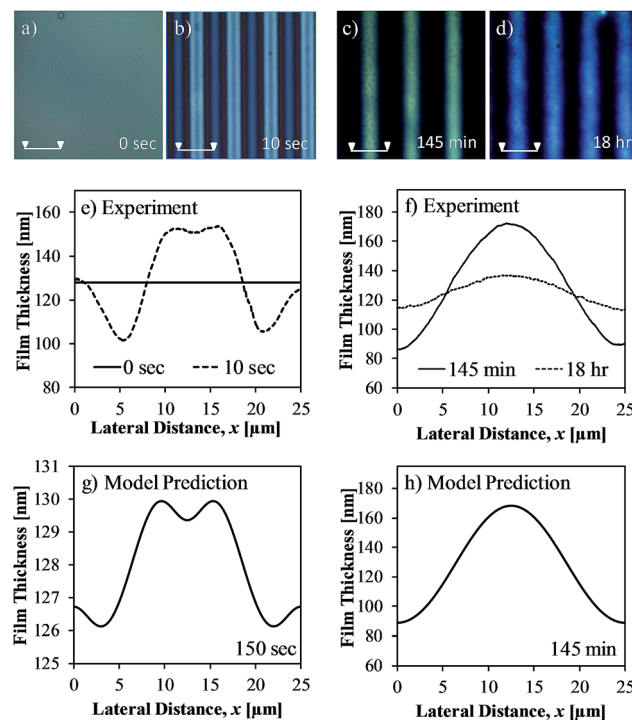 a)
0 sec
b)
10 sec
c)
145 min
d)
18 hr
e) Experiment
Film Thickness [nm]
160
140
120
100
80
0 sec
10 sec
0 5 10 15 20 25
Lateral Distance, x [µm]
f) Experiment
Film Thickness [nm]
180
160
140
120
100
80
60
145 min
18 hr
0 5 10 15 20 25
Lateral Distance, x [µm]
g) Model Prediction
Film Thickness [nm]
131
130
129
128
127
126
125
150 sec
0 5 10 15 20 25
Lateral Distance, x [µm]
h) Model Prediction
Film Thickness [nm]
180
160
140
120
100
80
60
145 min
0 5 10 15 20 25
Lateral Distance, x [µm]